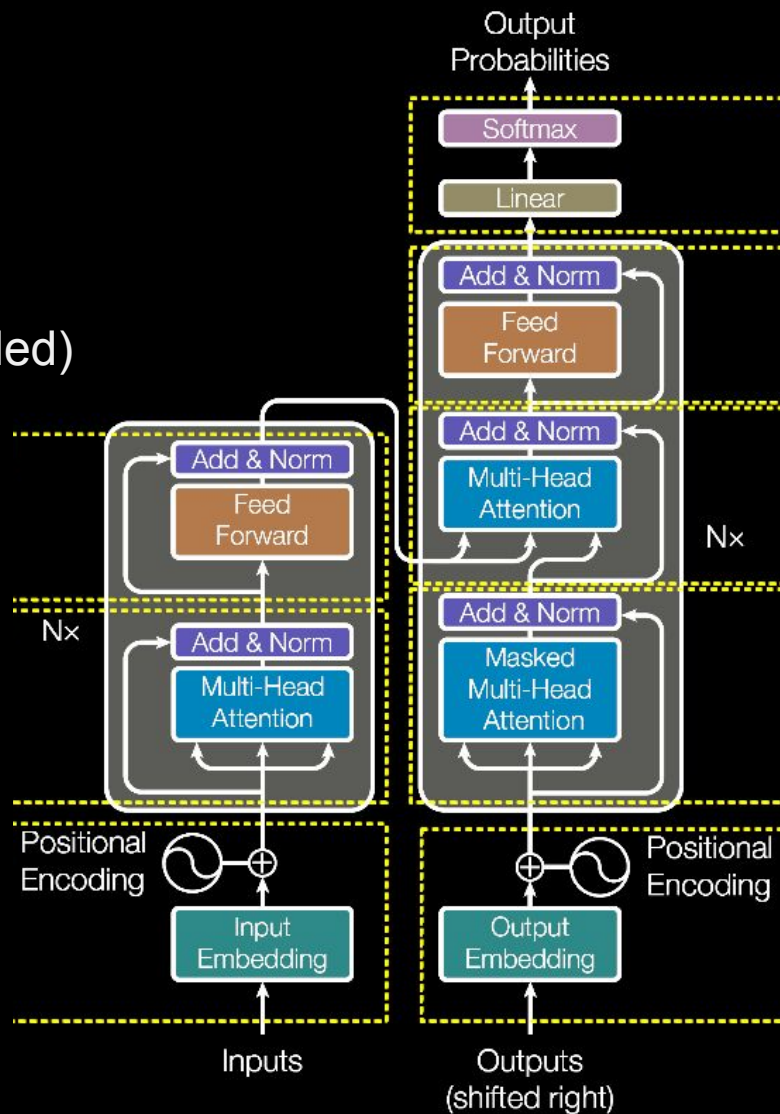 Output
Probabilities
Softmax
Linear
Add & Norm
Feed
Forward
Add & Norm
Multi-Head
Attention
Nx
Add & Norm
Masked
Multi-Head
Attention
Positional
Encoding
Output
Embedding
Outputs
(shifted right)
led)
Add & Norm
Feed
Forward
Nx
Add & Norm
Multi-Head
Attention
Positional
Encoding
Input
Embedding
Inputs